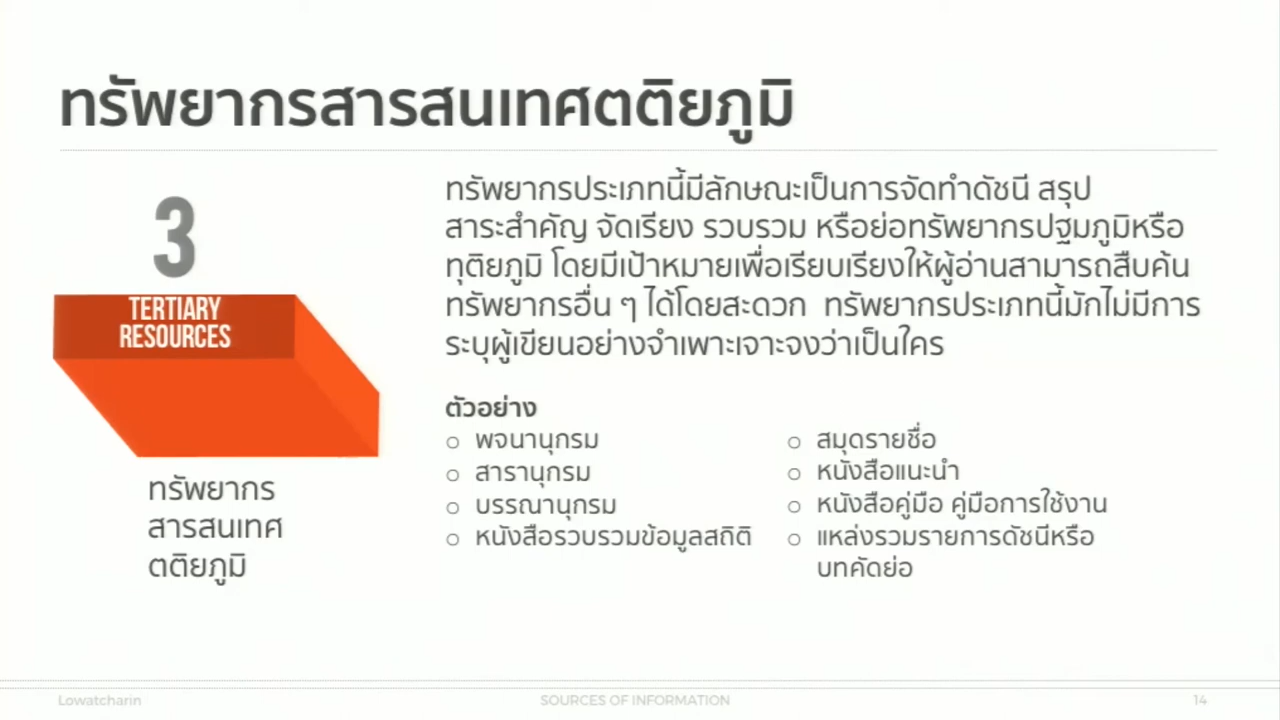 ทรัพยากรสารสนเทศตติยภูมิ
3
TERTIARY
RESOURCES
ทรัพยากร
สารสนเทศ
ตติยภูมิ
ทรัพยากรประเภทนี้มีลักษณะเป็นการจัดทำดัชนี สรุป
สาระสำคัญ จัดเรียง รวบรวม หรือย่อทรัพยากรปฐมภูมิหรือ
ทุติยภูมิ โดยมีเป้าหมายเพื่อเรียบเรียงให้ผู้อ่านสามารถสืบค้น
ทรัพยากรอื่น ๆ ได้โดยสะดวก ทรัพยากรประเภทนี้มักไม่มีการ
ระบุผู้เขียนอย่างจำเพาะเจาะจงว่าเป็นใคร
ตัวอย่าง
○ พจนานุกรม
○ สารานุกรม
○ บรรณานุกรม
○ หนังสือรวบรวมข้อมูลสถิติ
○ สมุดรายชื่อ
○ หนังสือแนะนำ
○ หนังสือคู่มือ คู่มือการใช้งาน
○ แหล่งรวมรายการดัชนีหรือ
บทคัดย่อ
Lowatcharin
SOURCES OF INFORMATION
14